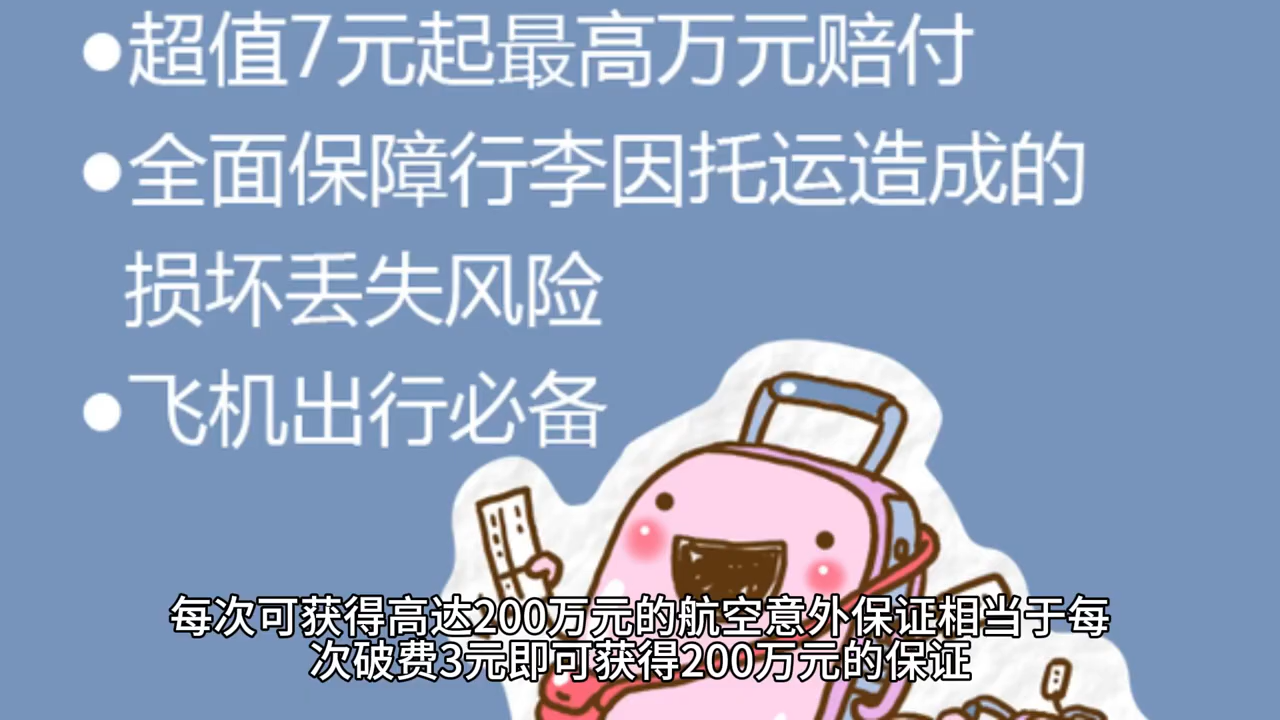 ●超值7元起最高万元赔付
●全面保障行李因托运造成的
损坏丢失风险
●飞机出行必备
每次可获得高达200万元的航空意外保证相当于每
次破费3元即可获得200万元的保证